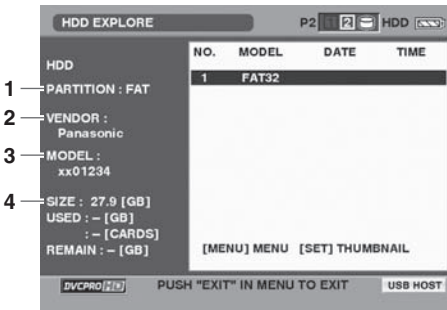 HDD EXPLORE
P2 1 2 HDD
NO. MODEL DATE TIME
1 FAT32
HDD
1 PARTITION : FAT
2 VENDOR :
Panasonic
3 MODEL :
xx01234
4 SIZE : 27.9 [GB]
USED : – [GB]
: – [CARDS]
REMAIN : – [GB]
[MENU] MENU [SET] THUMBNAIL
DVCPRO HD PUSH "EXIT" IN MENU TO EXIT USB HOST